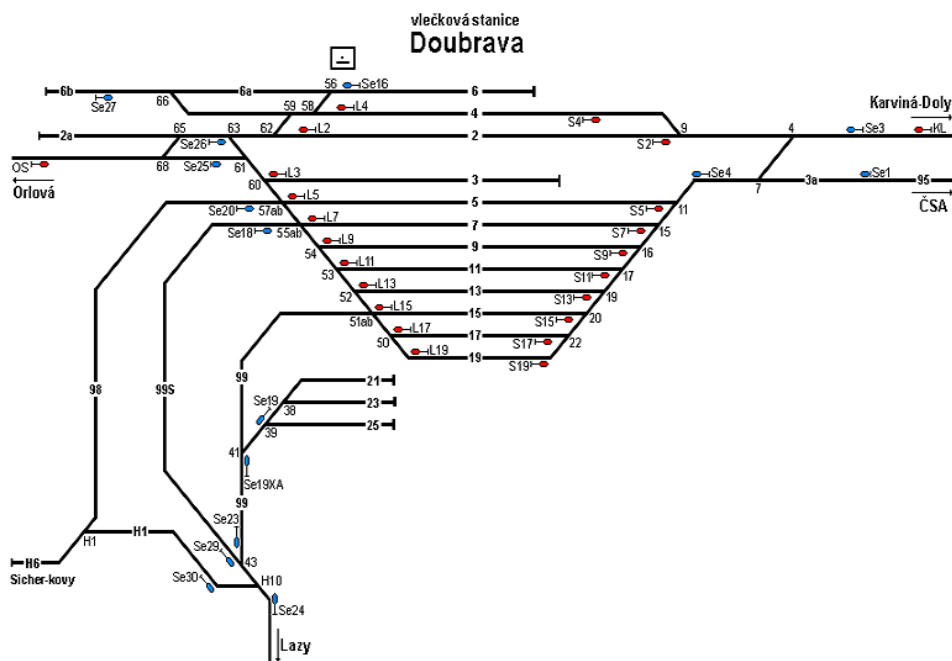 vlečková stanice
Doubrava
6b 6a 56 Se16 6
Se27 66 59 58 L4 4 Karviná-Doly
S4
2a 65 63 62 L2 2 9 4 Se3 KL
Se26 S2
OS 68 Se25 61
Orlová L3 3 Se4 7 3a Se1 95
60 ČSA
Se20 57ab L5 5 S5 11
Se18 55ab L7 7 S7 15
54 L9 9 S9 16
53 L11 11 S11 17
52 L13 13 S13 19
51ab L15 15 S15 20
50 L17 17 S17 22
L19 19 S19
98 99S 99 21
Se19 38 23
39 25
41
Se19XA
99
Se23
H1 H1 Se29 43
H6 H10
Sicher-kovy Se30
Se24
Lazy